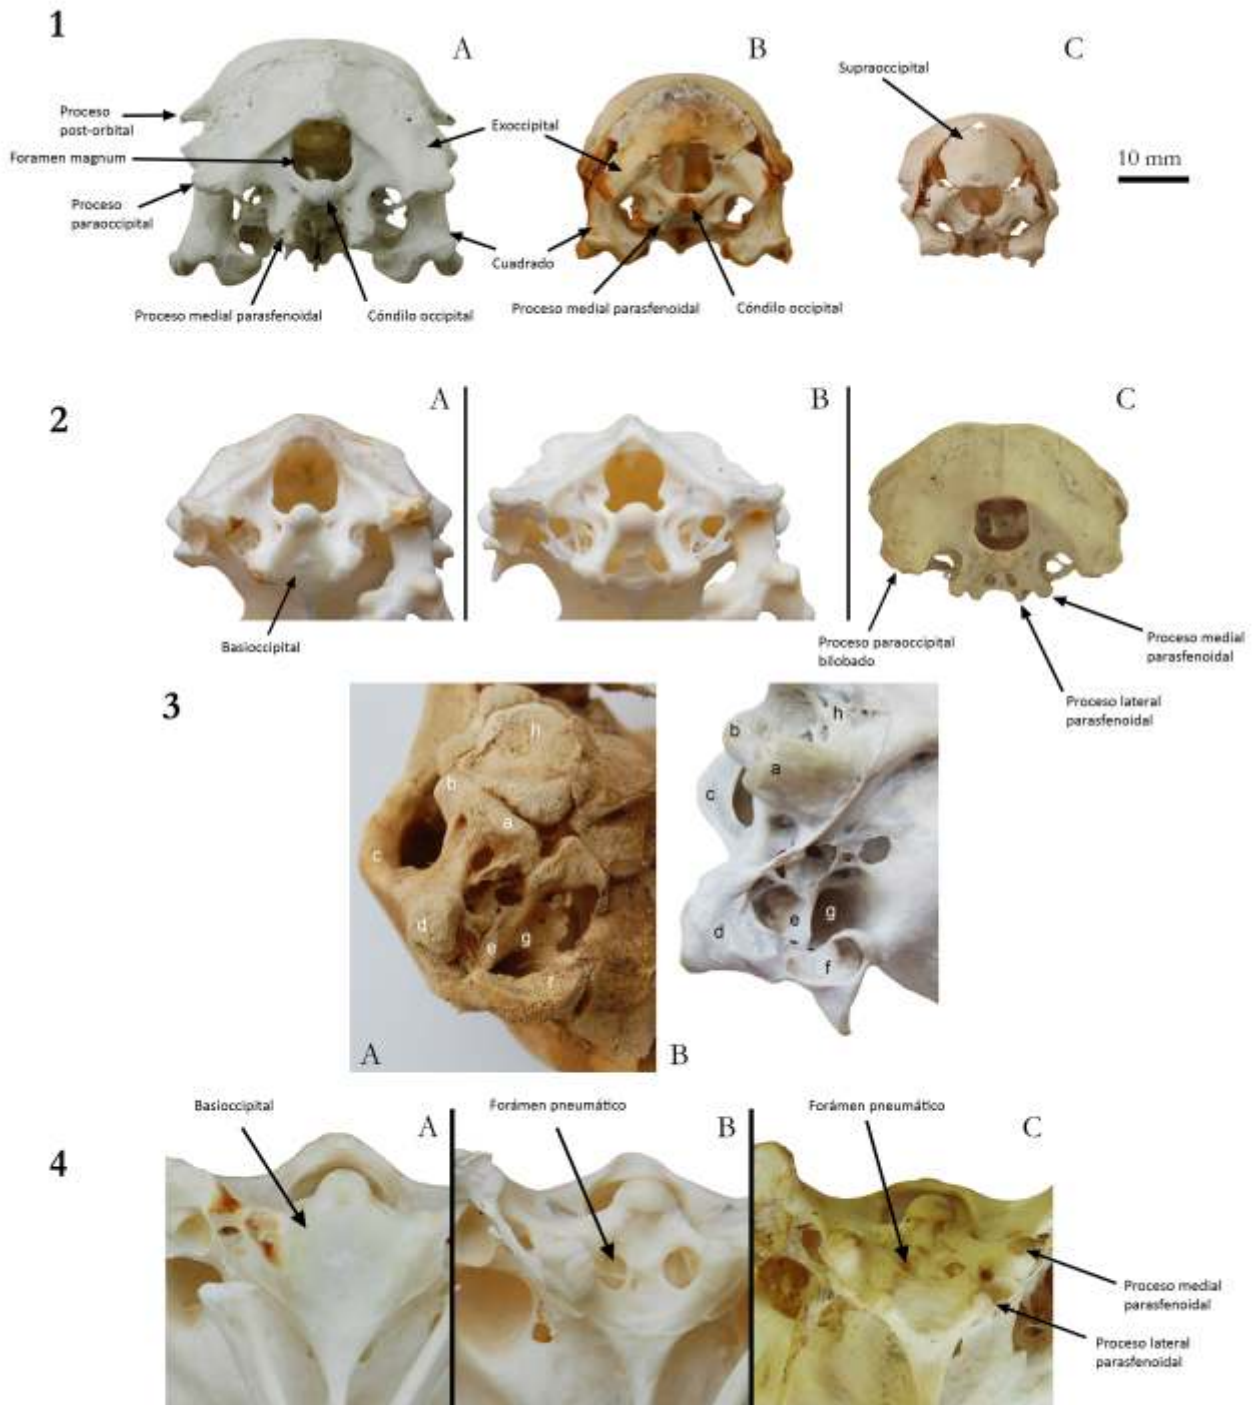 1
A
B
C
Supraoccipital
Proceso
post-orbital
Exoccipital
Foramen magnum
10 mm
Proceso
paraoccipital
Cuadrado
Proceso medial parasfenoidal
Cóndilo occipital
Proceso medial parasfenoidal
Cóndilo occipital
2
A
B
C
Basioccipital
Proceso paraoccipital
bilobado
Proceso medial
parasfenoidal
Proceso lateral
parasfenoidal
3
h
b
a
c
d
e
g
f
A
h
b
a
c
d
e
g
f
B
4
Basioccipital
A
Forámen pneumático
B
Forámen pneumático
C
Proceso medial
parasfenoidal
Proceso lateral
parasfenoidal